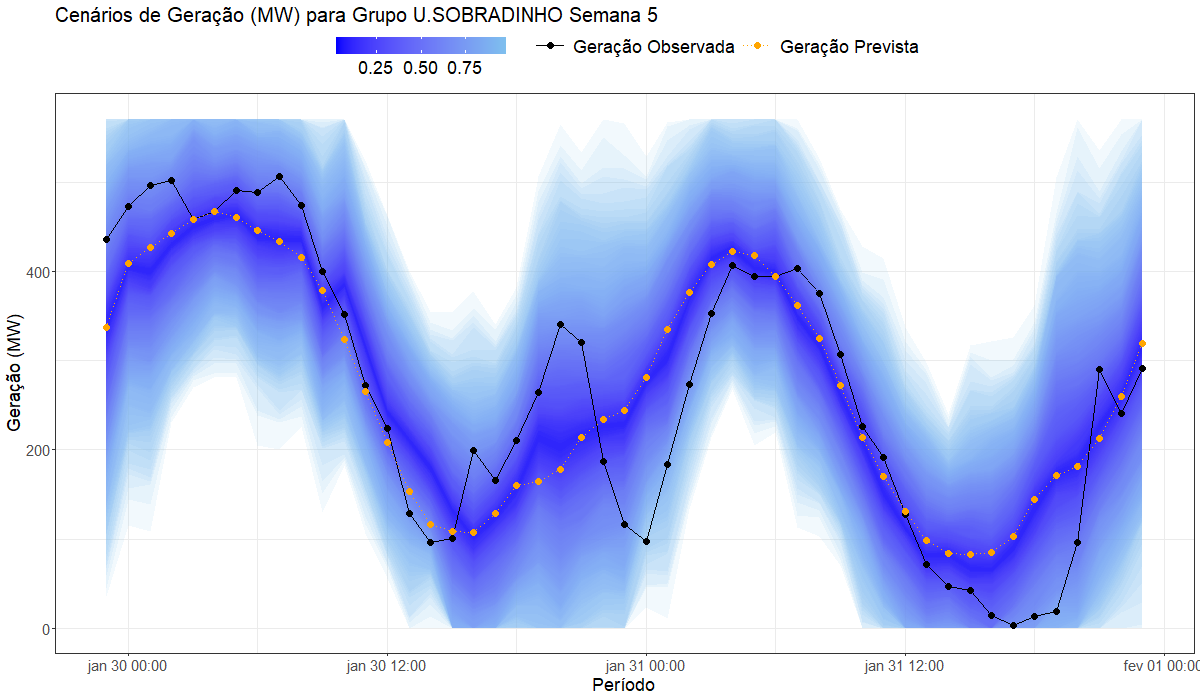 Cenários de Geração (MW) para Grupo U.SOBRADINHO Semana 5
0.25 0.50 0.75
Geração Observada
Geração Prevista
Geração (MW)
400
200
0
jan 30 00:00
jan 30 12:00
jan 31 00:00
jan 31 12:00
fev 01 00:00
Período